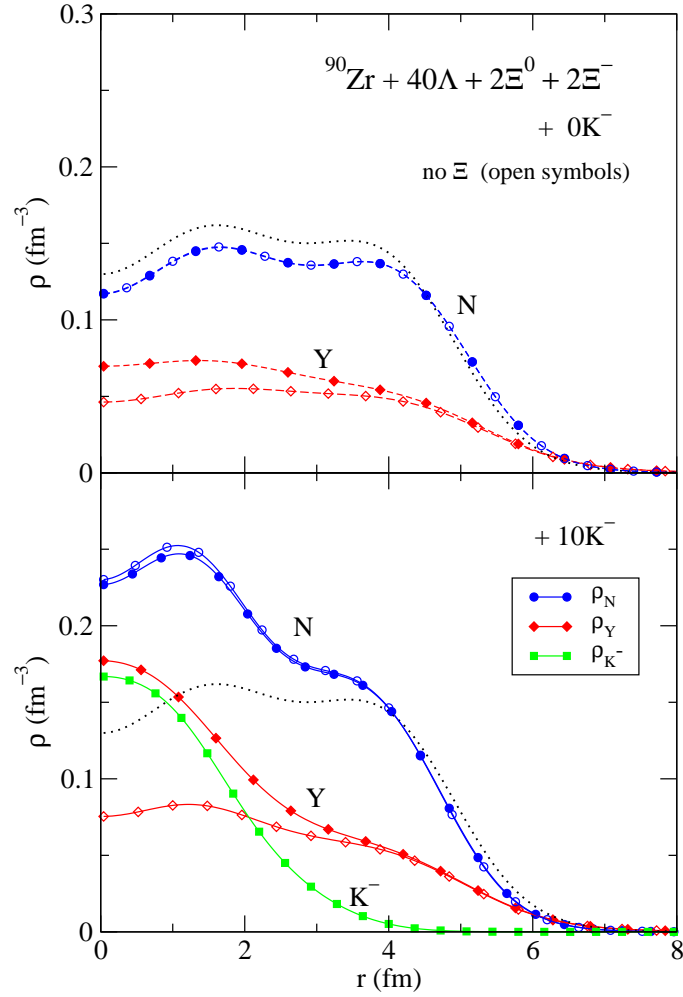 0.3
⁹⁰Zr + 40Λ + 2Ξ⁰ + 2Ξ⁻
+ 0K⁻
no Ξ (open symbols)
0.2
ρ (fm⁻³)
N
0.1
Y
0
+ 10K⁻
ρ_N
ρ_Y
ρ_K⁻
N
0.2
ρ (fm⁻³)
0.1
Y
K⁻
0
0 2 4 6 8
r (fm)